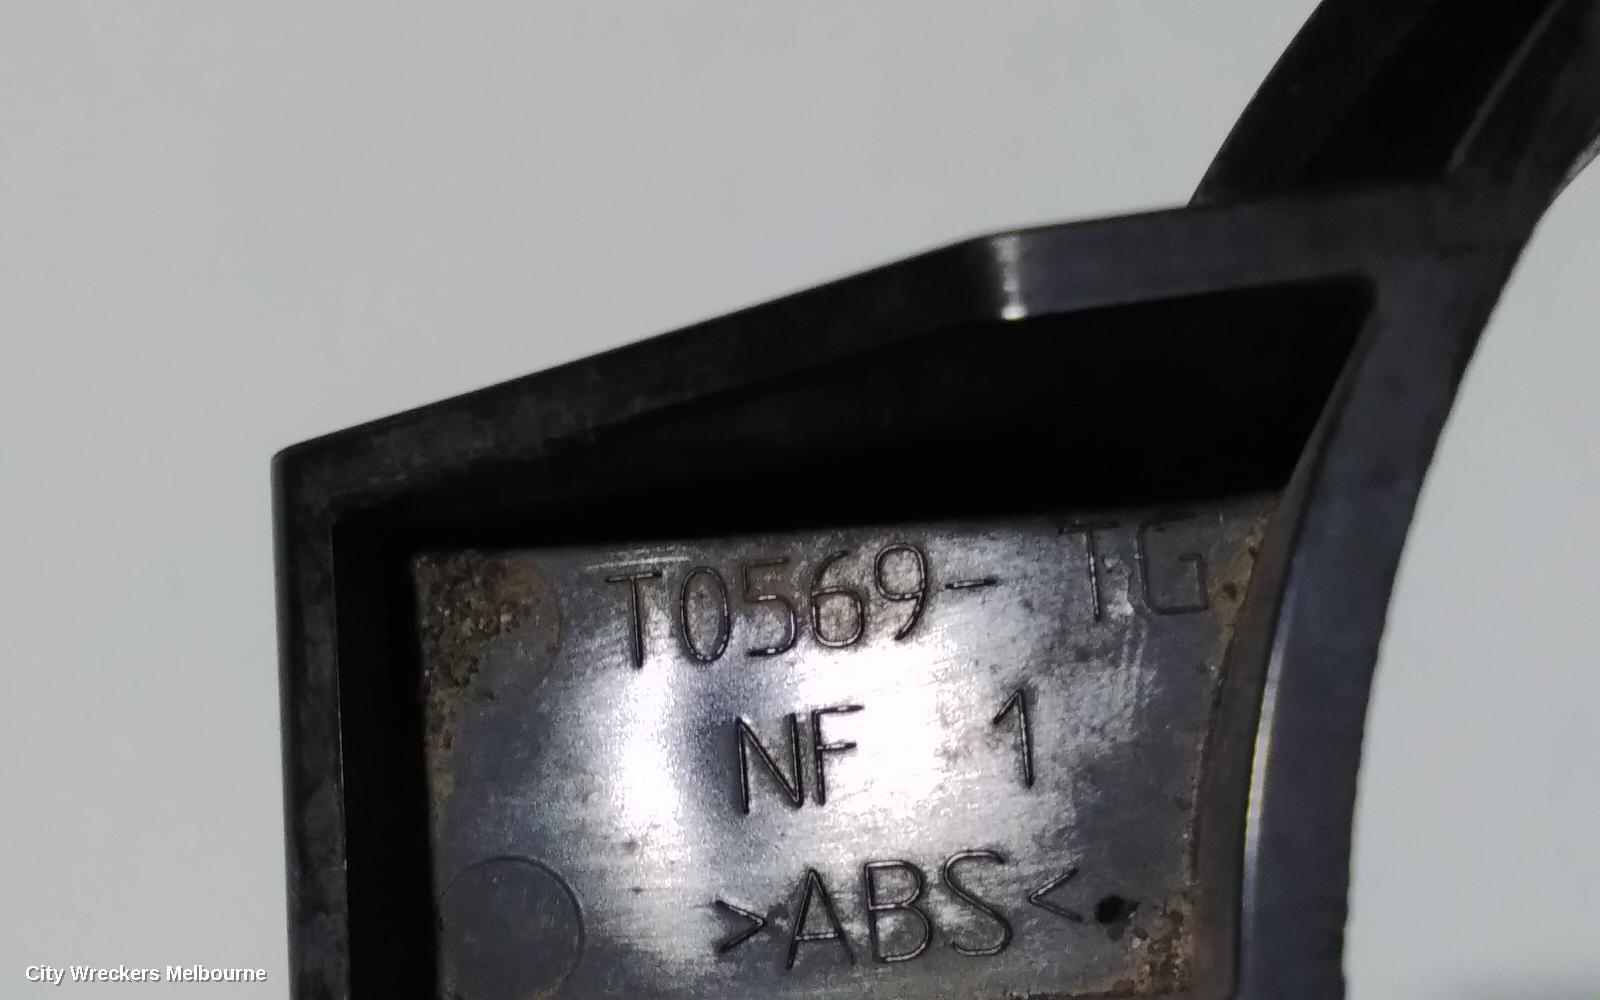 T0569- TG
NF 1
>ABS<
City Wreckers Melbourne